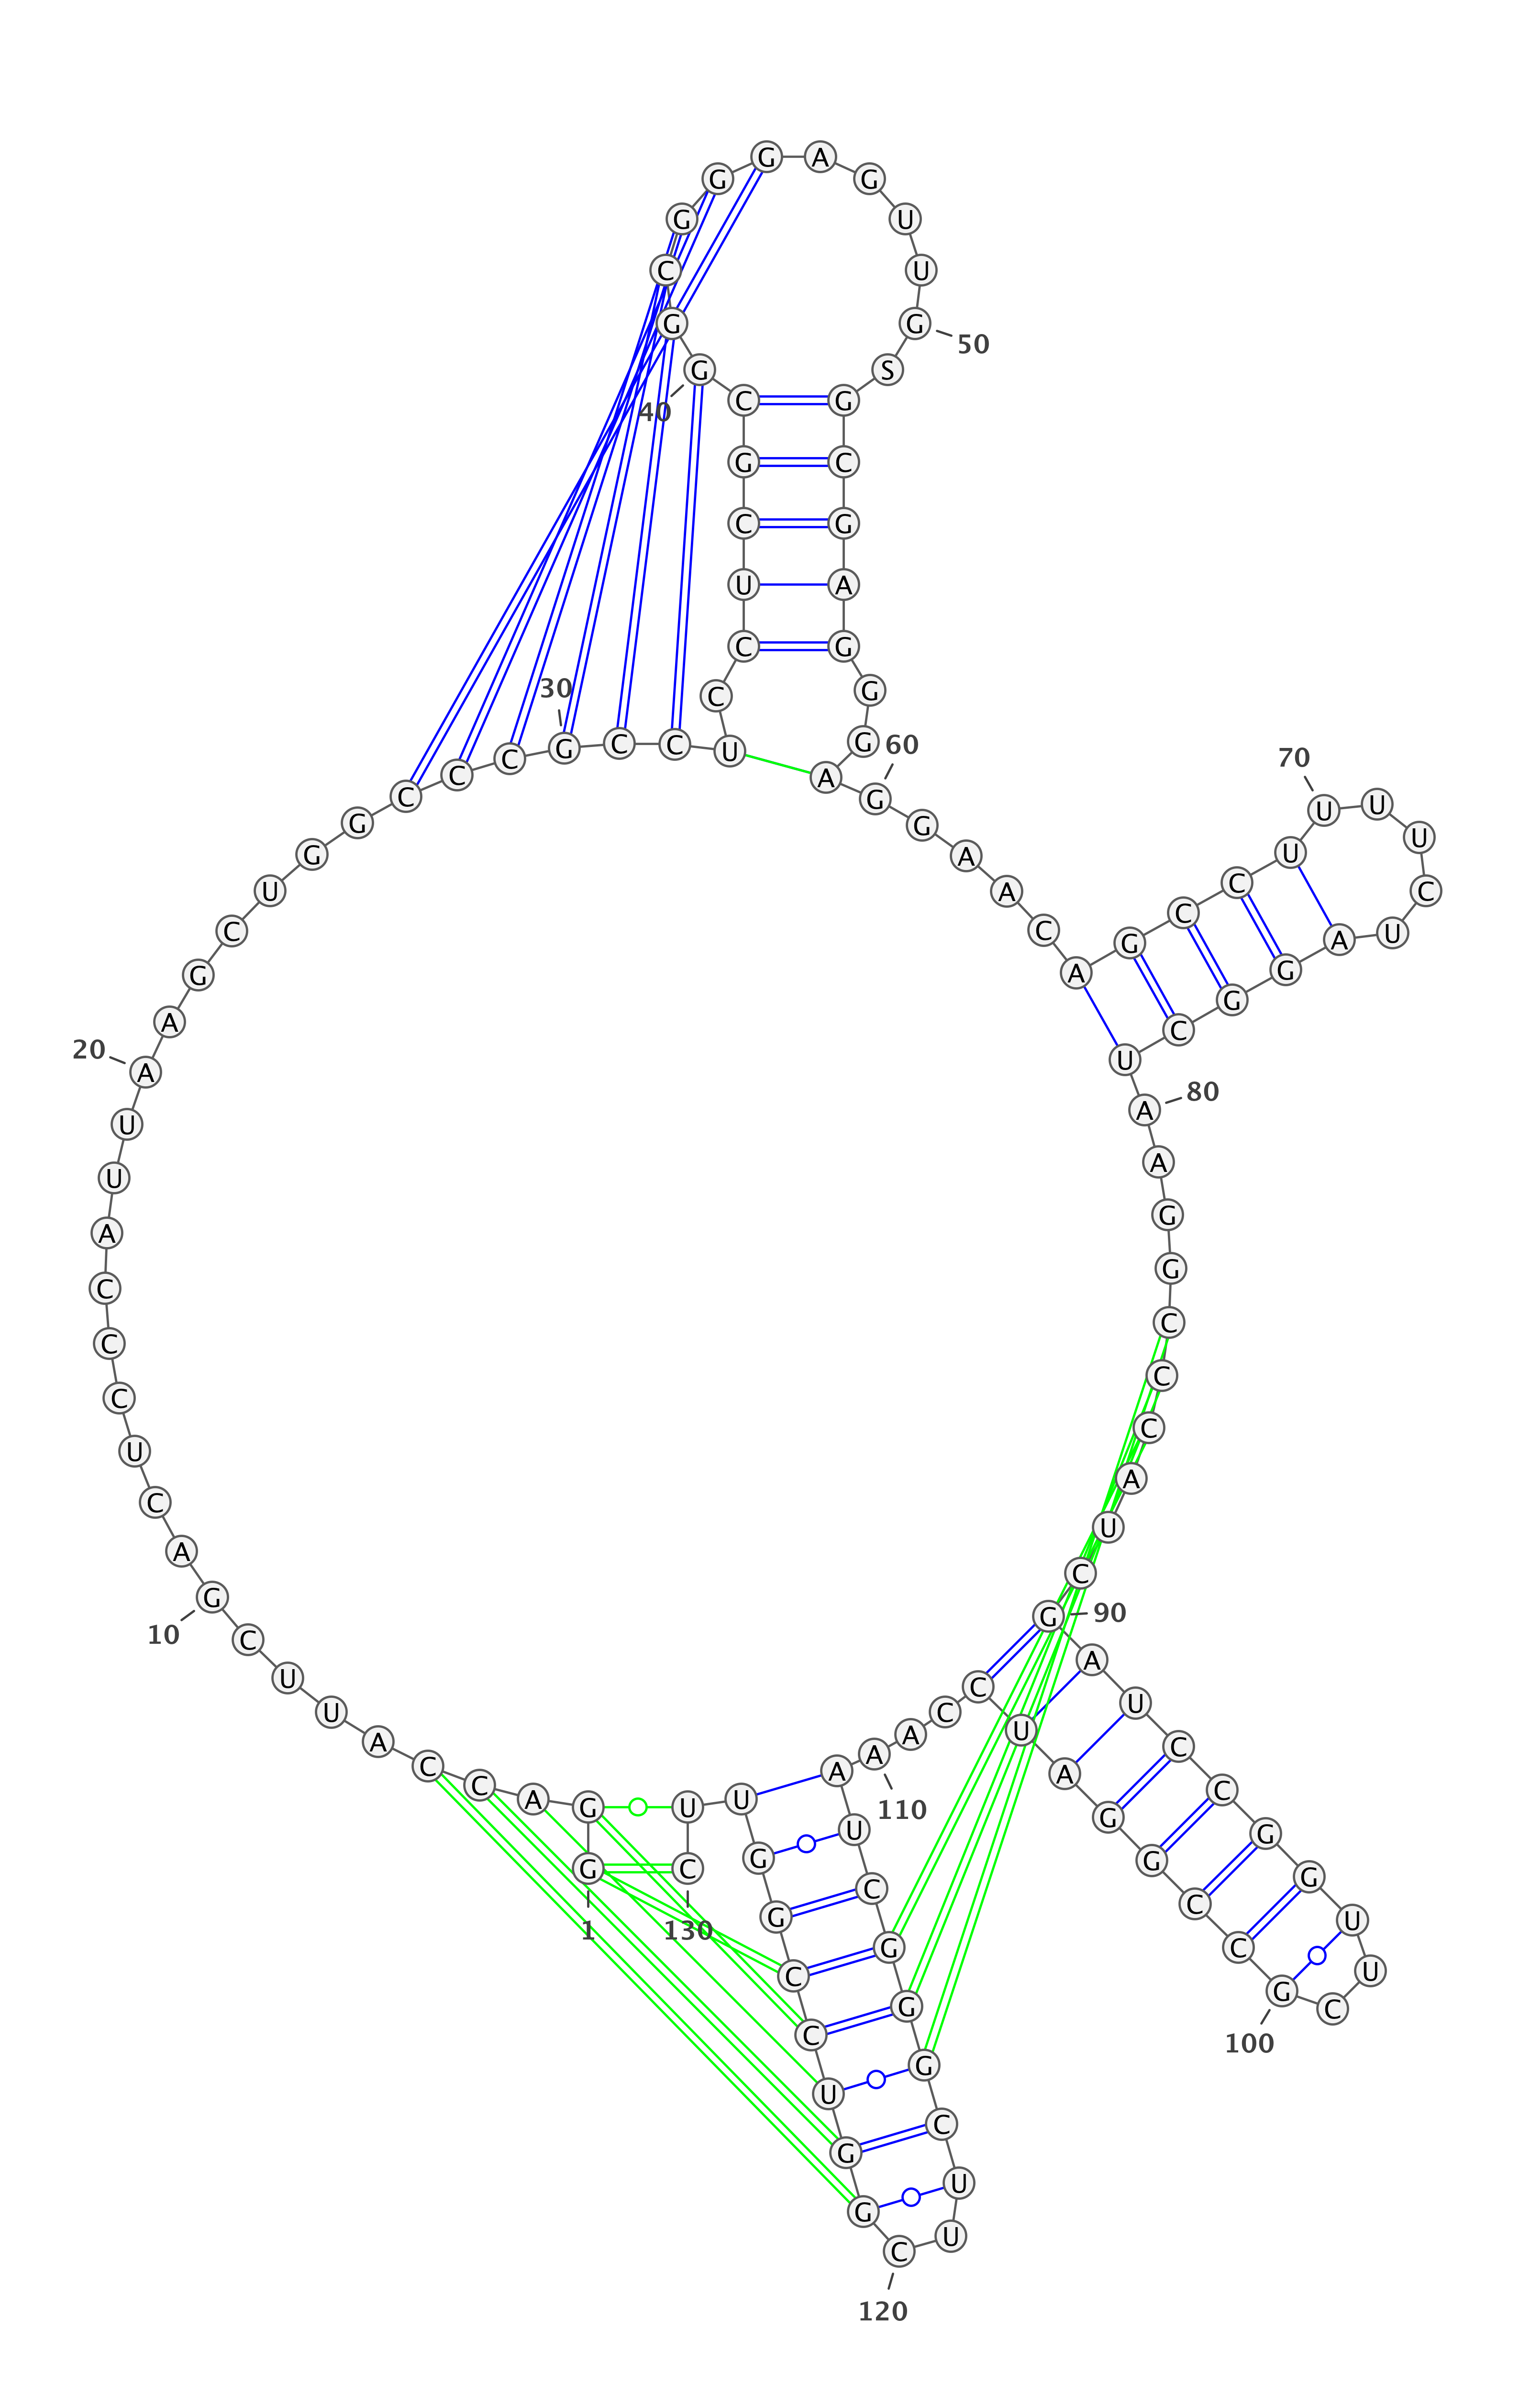 1
G G A C C A U U C G
10
A C U C C C A U U A
20
A G C U G G C C C G
30
C C U C C U C G C G
40
G C G G G A G U U G
50
S G C G A G G G A G
60
G A A C A G C C U U
70
U U C U A G G C U A
80
A G G C C C A U C G
90
A U C C G G U U C G
100
C C G G A U C C A A
110
A U C G G G C U U C
120
G G U C C G G U U C
130